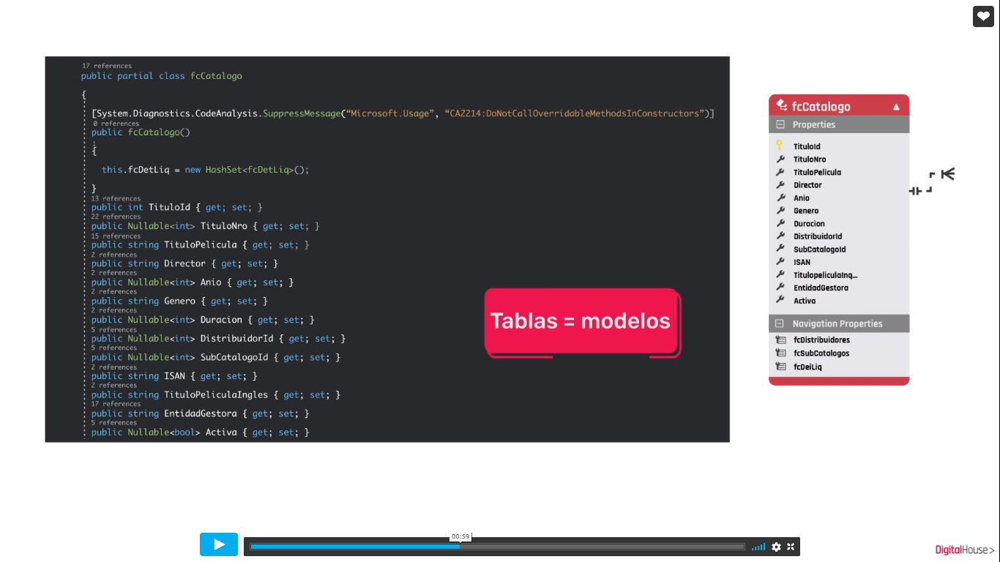 17 references
public partial class fcCatalogo
{
[System.Diagnostics.CodeAnalysis.SuppressMessage(“Microsoft.Usage”, “CA2214:DoNotCallOverridableMethodsInConstructors”)]
0 references
public fcCatalogo()
{
this.fcDetLiq = new HashSet<fcDetLiq>();
}
13 references
public int TituloId { get; set; }
22 references
public Nullable<int> TituloNro { get; set; }
15 references
public string TituloPelicula { get; set; }
2 references
public string Director { get; set; }
2 references
public Nullable<int> Anio { get; set; }
2 references
public string Genero { get; set; }
2 references
public Nullable<int> Duracion { get; set; }
5 references
public Nullable<int> DistribuidorId { get; set; }
5 references
public Nullable<int> SubCatalogoId { get; set; }
2 references
public string ISAN { get; set; }
2 references
public string TituloPeliculaIngles { get; set; }
17 references
public string EntidadGestora { get; set; }
5 references
public Nullable<bool> Activa { get; set; }
Tablas = modelos
fcCatalogo
Properties
TituloId
TituloNro
TituloPelicula
Director
Anio
Genero
Duracion
DistribuidorId
SubCatalogoId
ISAN
TitulopeliculaInq...
EntidadGestora
Activa
Navigation Properties
fcDistribuidores
fcSubCatalogos
fcDeiLiq
00:59
DigitalHouse>